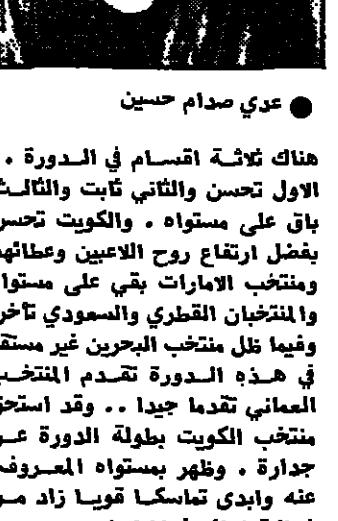 ● عدي صدام حسين
هناك ثلاثة اقسام في الدورة .
الاول تحسن والثاني ثابت والثالث
باق على مستواه . والكويت تحسن
بفضل ارتفاع روح اللاعبين وعطائهم
ومنتخب الامارات بقي على مستوا
والمنتخبان القطري والسعودي تأخر
وفيما ظل منتخب البحرين غير مستقر
في هذه الدورة تقدم المنتخب
العماني تقدما جيدا .. وقد استحق
منتخب الكويت بطولة الدورة عن
جدارة . وظهر بمستواه المعروف
عنه وابدى تماسكا قويا زاد من